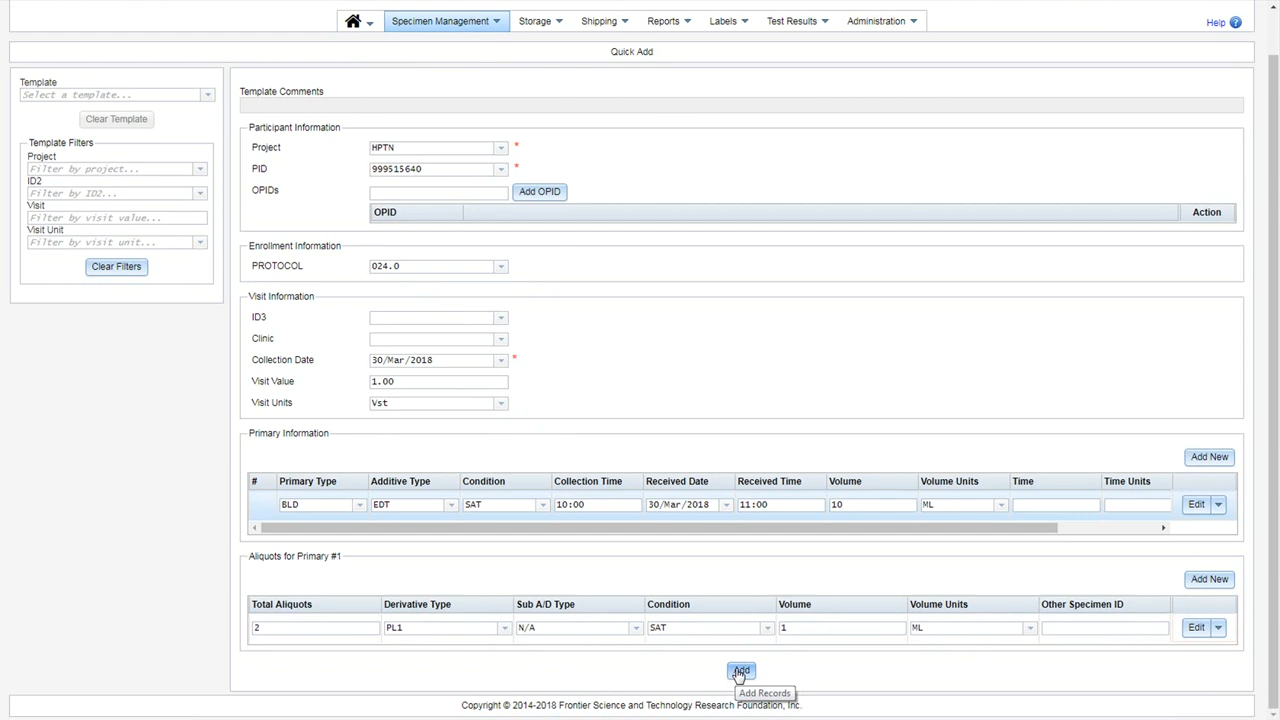 Specimen Management Storage Shipping Reports Labels Test Results Administration Help ?
Quick Add
Template
Select a template...
Clear Template
Template Filters
Project
Filter by project...
ID2
Filter by ID2...
Visit
Filter by visit value...
Visit Unit
Filter by visit unit...
Clear Filters
Template Comments
Participant Information
Project HPTN *
PID 999515640 *
OPIDs Add OPID
OPID Action
Enrollment Information
PROTOCOL 024.0
Visit Information
ID3
Clinic
Collection Date 30/Mar/2018 *
Visit Value 1.00
Visit Units Vst
Primary Information
Add New
# Primary Type Additive Type Condition Collection Time Received Date Received Time Volume Volume Units Time Time Units
BLD EDT SAT 10:00 30/Mar/2018 11:00 10 ML Edit
Aliquots for Primary #1
Add New
Total Aliquots Derivative Type Sub A/D Type Condition Volume Volume Units Other Specimen ID
2 PL1 N/A SAT 1 ML Edit
Add
Add Records
Copyright © 2014-2018 Frontier Science and Technology Research Foundation, Inc.